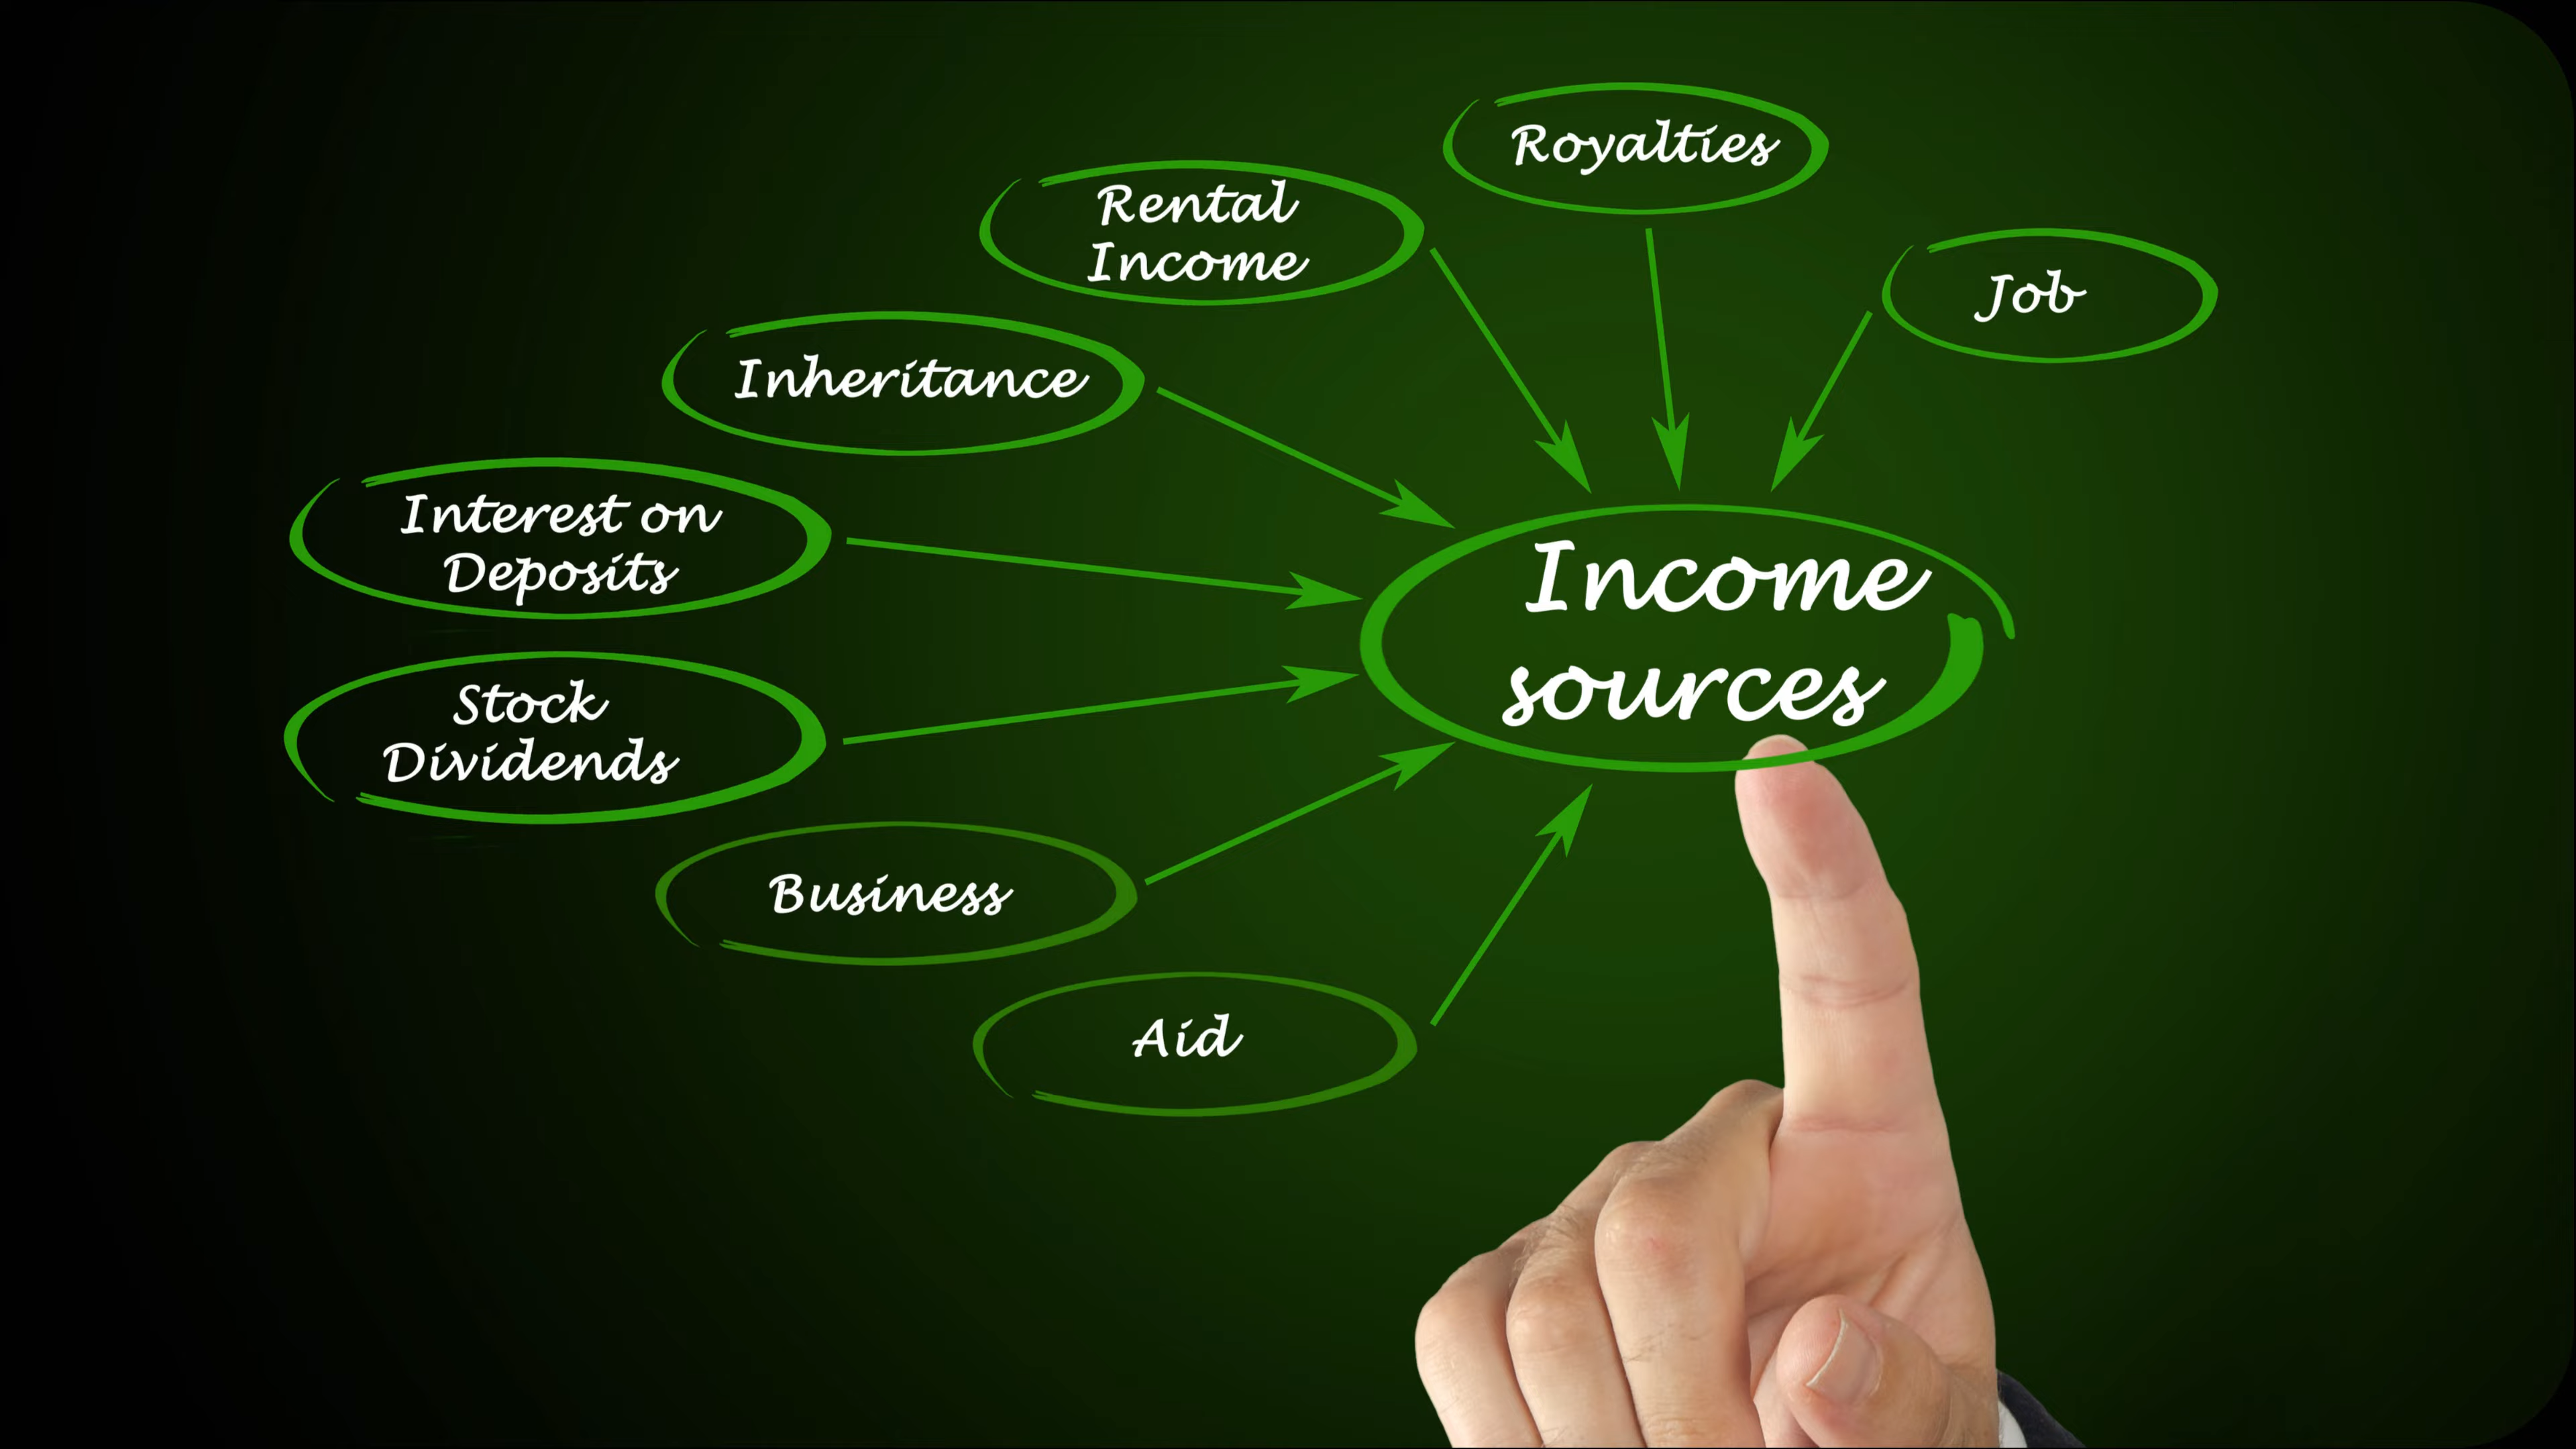 Royalties
Rental
Income
Job
Inheritance
Interest on
Deposits
Income
sources
Stock
Dividends
Business
Aid